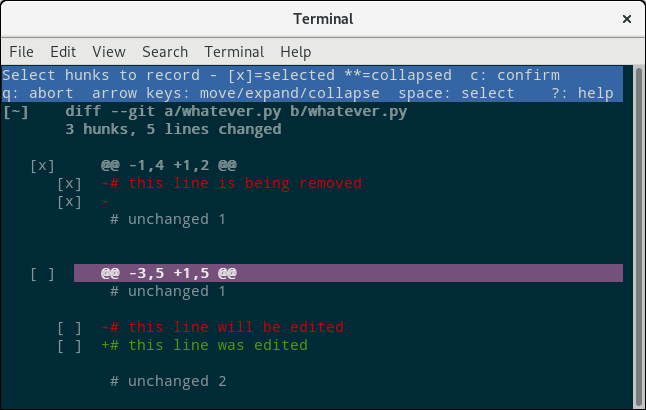 Terminal
×
File Edit View Search Terminal Help
Select hunks to record - [x]=selected **=collapsed  c: confirm
q: abort  arrow keys: move/expand/collapse  space: select    ?: help
[~]    diff --git a/whatever.py b/whatever.py
       3 hunks, 5 lines changed
   [x]     @@ -1,4 +1,2 @@
      [x]  -# this line is being removed
      [x]  -
            # unchanged 1
   [ ]     @@ -3,5 +1,5 @@
            # unchanged 1
      [ ]  -# this line will be edited
      [ ]  +# this line was edited
            # unchanged 2